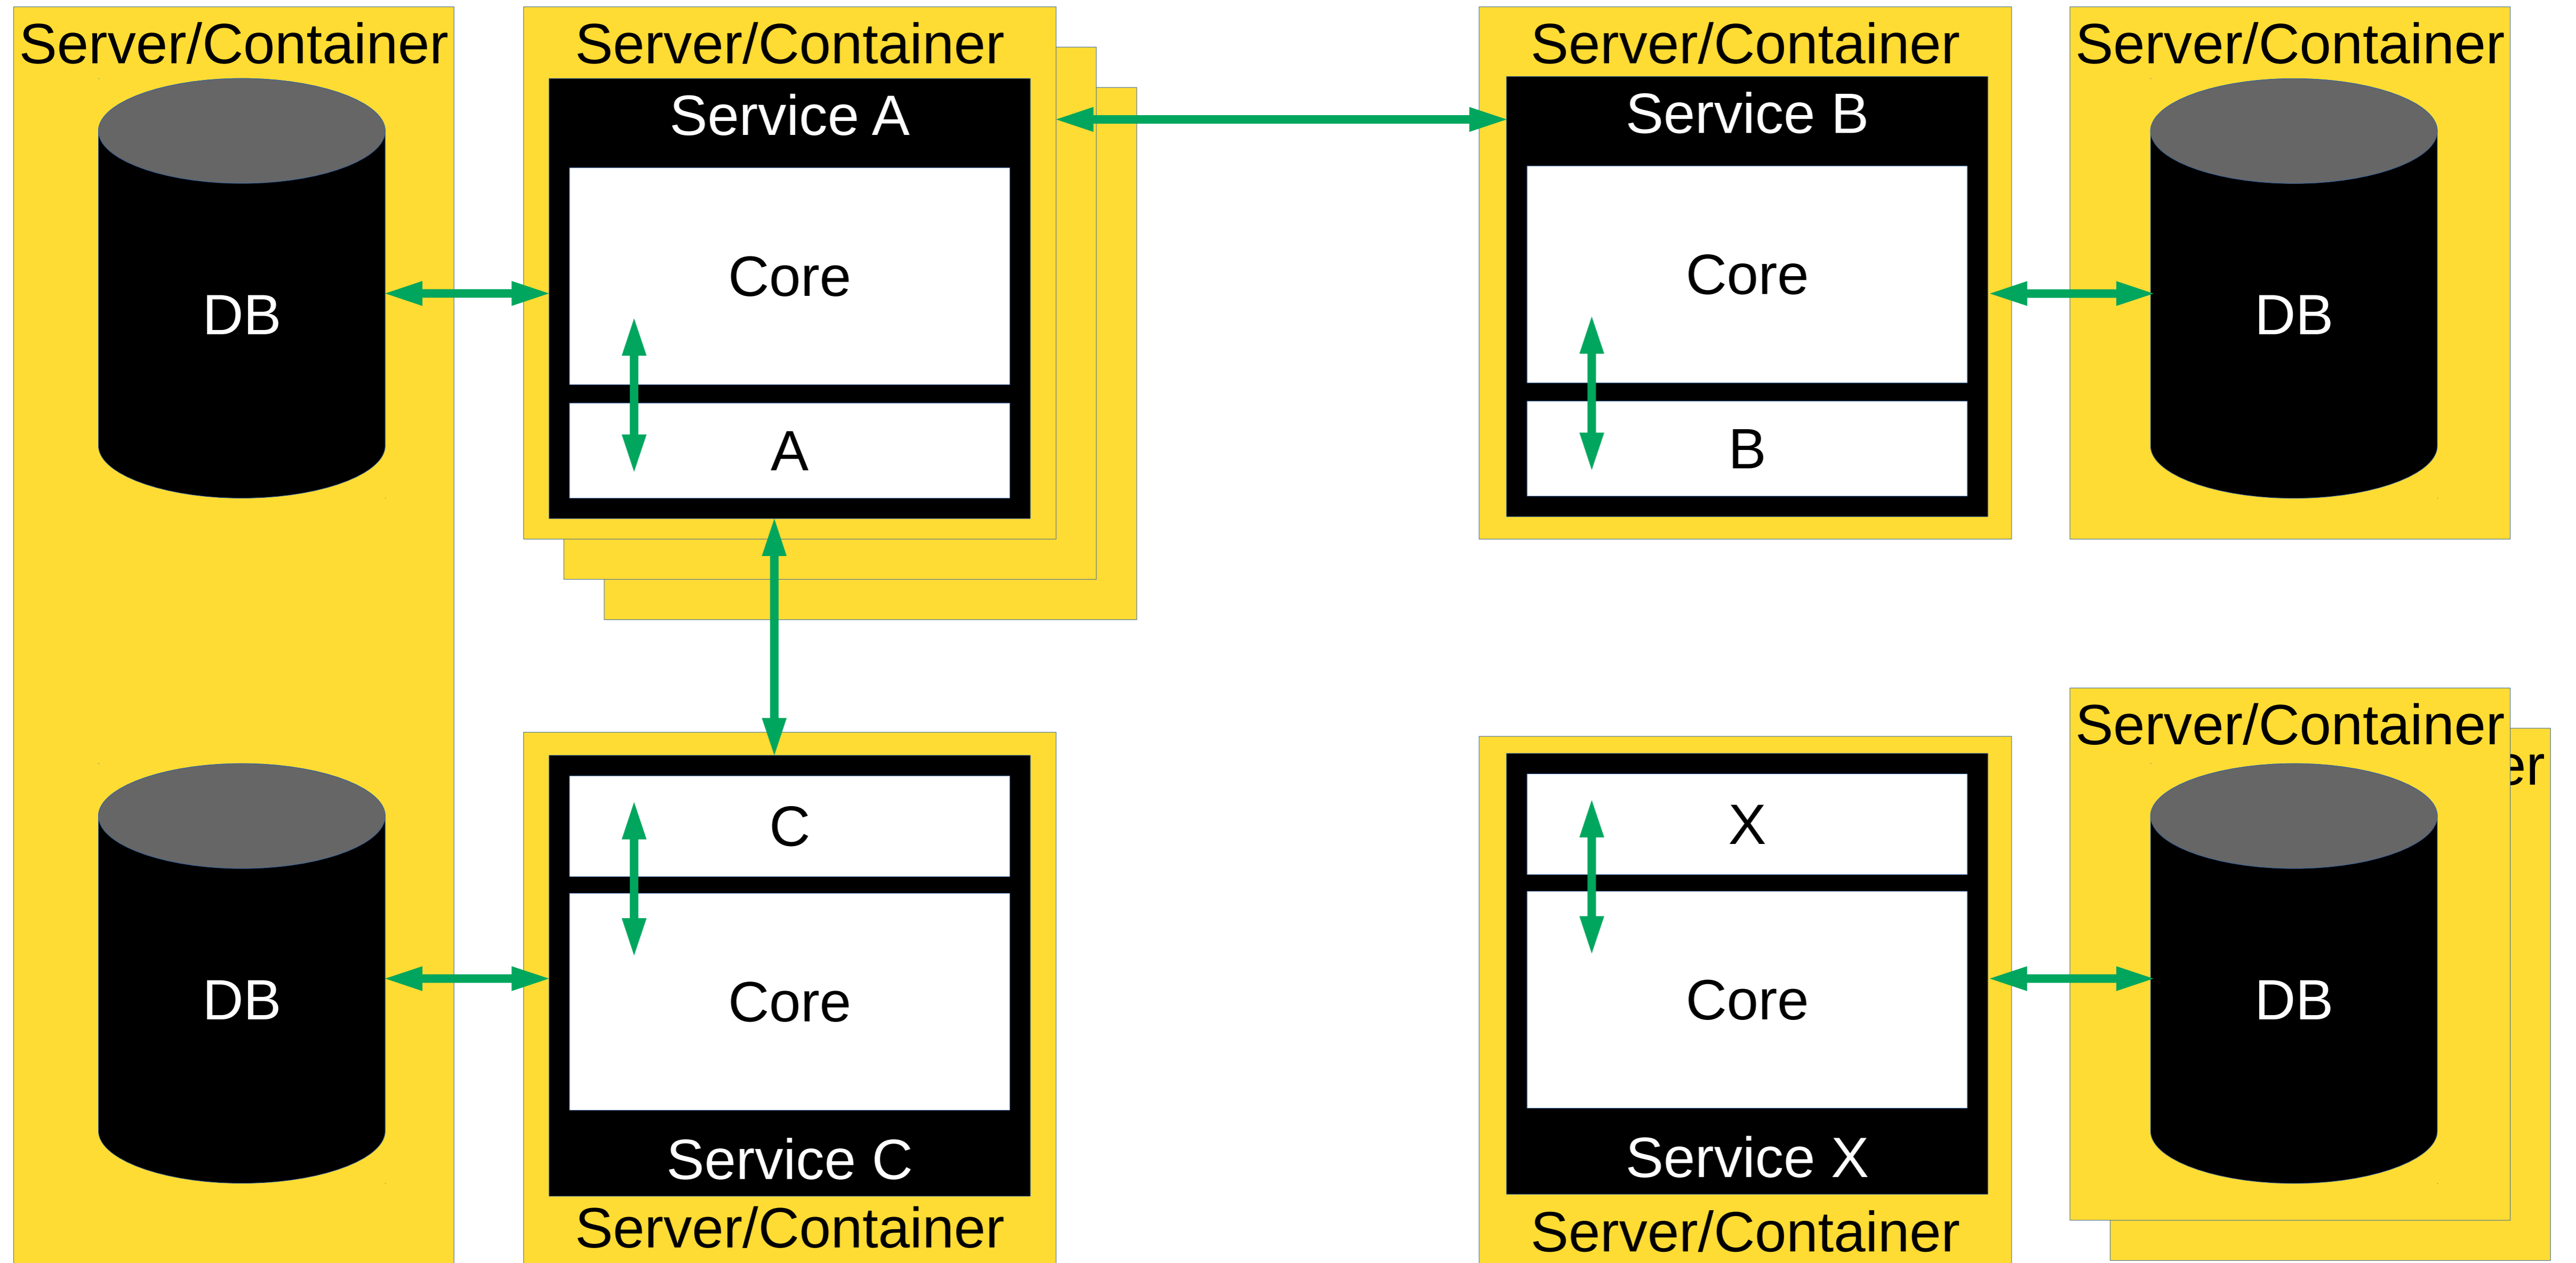 Server/Container
Server/Container
Server/Container
Server/Container
Service A
Service B
Core
Core
DB
DB
A
B
Server/Container
er
C
X
DB
Core
Core
DB
Service C
Service X
Server/Container
Server/Container